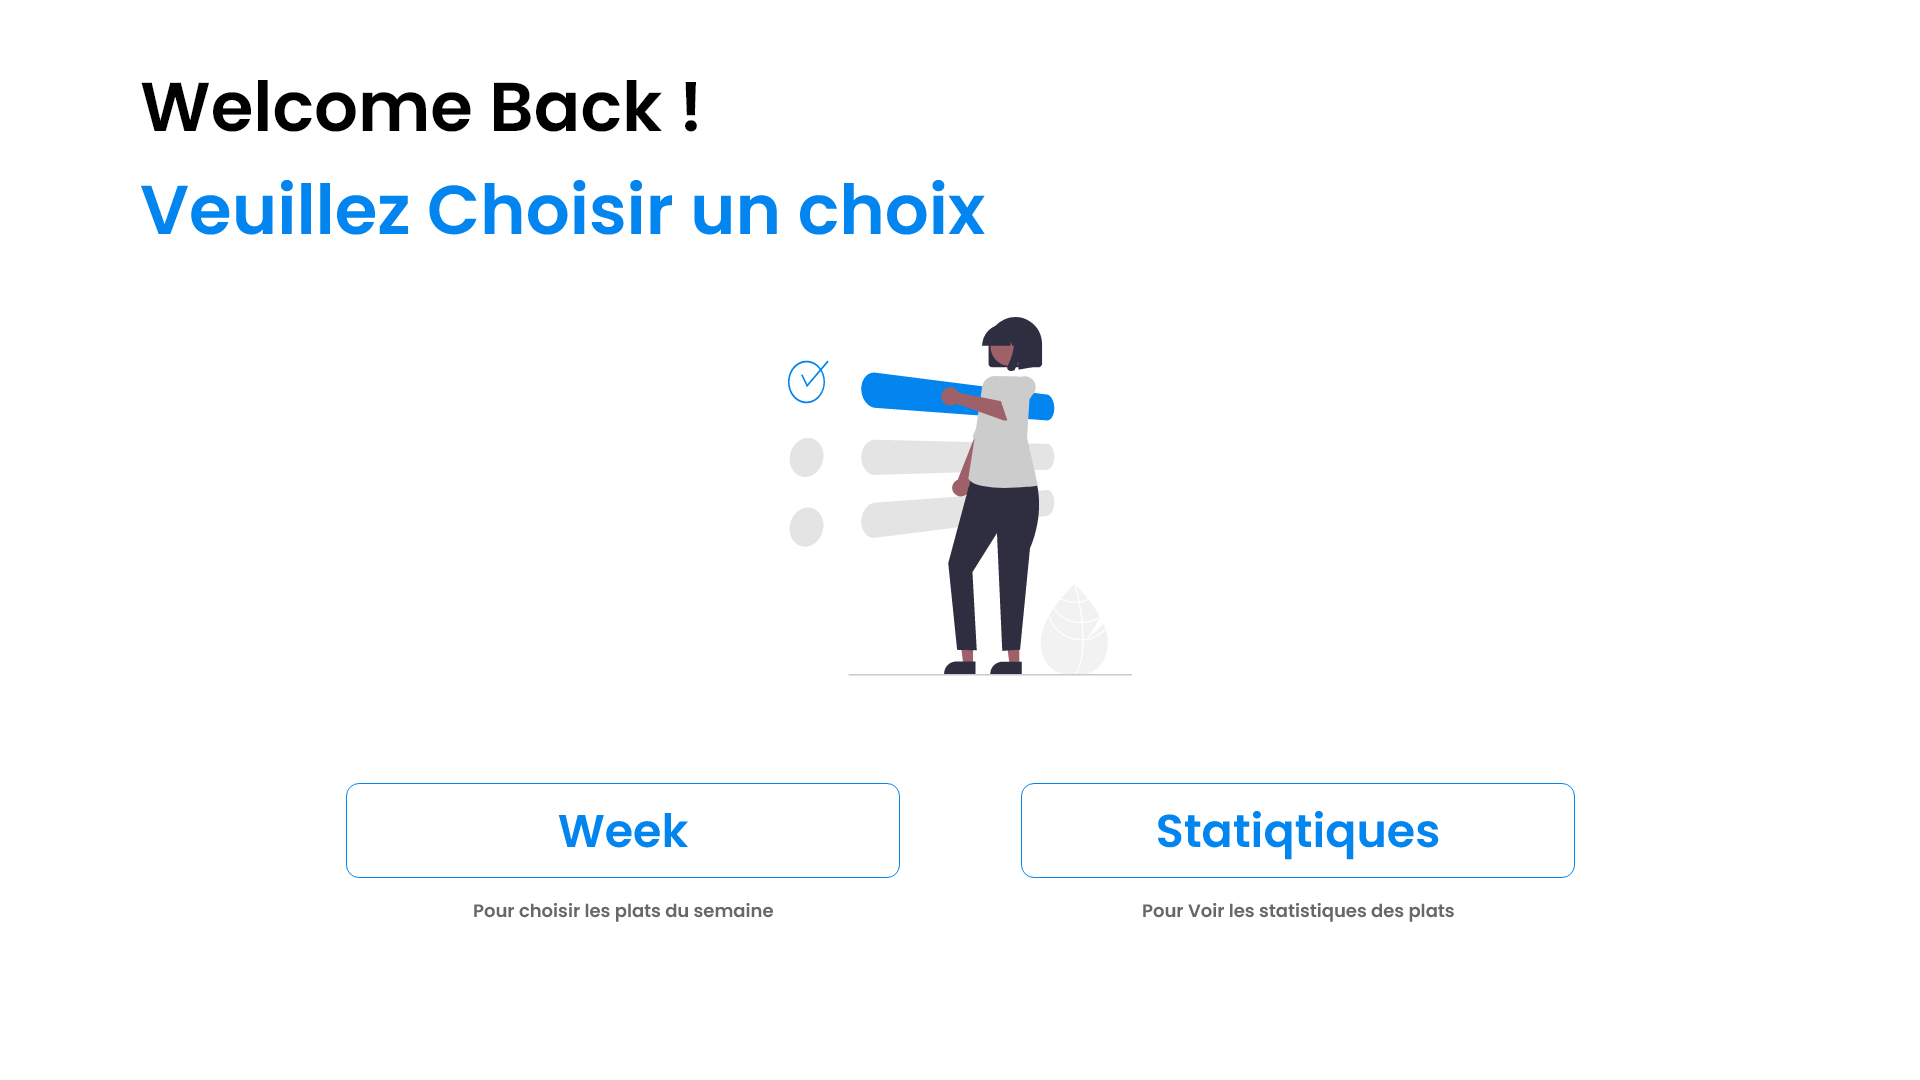 Welcome Back !
Veuillez Choisir un choix
Week
Statiqtiques
Pour choisir les plats du semaine
Pour Voir les statistiques des plats